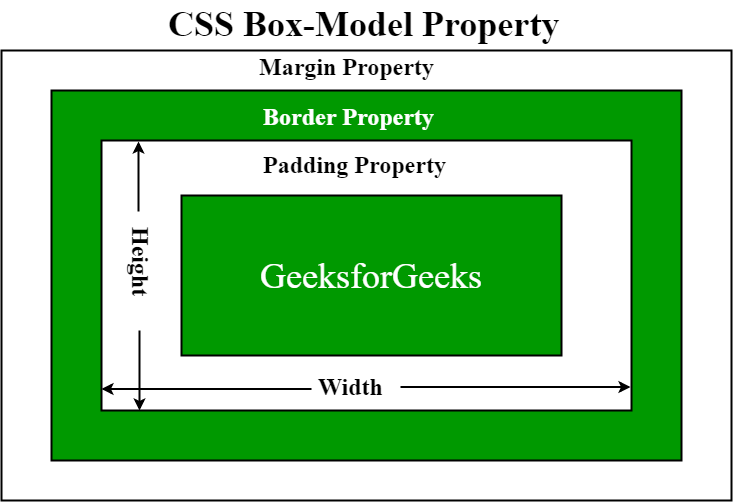 CSS Box-Model Property
Margin Property
Border Property
Padding Property
Height
GeeksforGeeks
Width